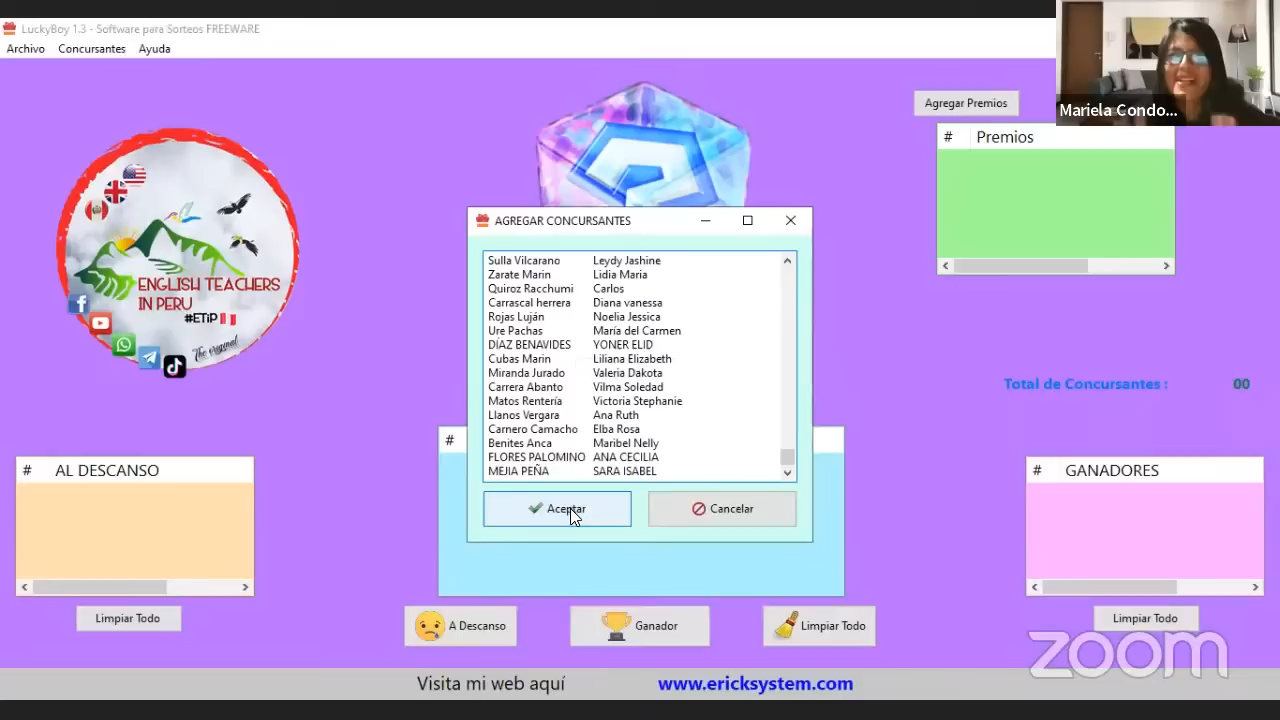 LuckyBoy 1.3 - Software para Sorteos FREEWARE
Archivo Concursantes Ayuda
Mariela Condo...
Agregar Premios
# Premios
ENGLISH TEACHERS
IN PERU
#ETiP
The original
AGREGAR CONCURSANTES
Sulla Vilcarano Leydy Jashine
Zarate Marin Lidia Maria
Quiroz Racchumi Carlos
Carrascal herrera Diana vanessa
Rojas Luján Noelia Jessica
Ure Pachas María del Carmen
DÍAZ BENAVIDES YONER ELID
Cubas Marin Liliana Elizabeth
Miranda Jurado Valeria Dakota
Carrera Abanto Vilma Soledad
Matos Rentería Victoria Stephanie
Llanos Vergara Ana Ruth
Carnero Camacho Elba Rosa
Benites Anca Maribel Nelly
FLORES PALOMINO ANA CECILIA
MEJIA PEÑA SARA ISABEL
Aceptar Cancelar
Total de Concursantes : 00
#
# AL DESCANSO
# GANADORES
Limpiar Todo
A Descanso
Ganador
Limpiar Todo
Limpiar Todo
zoom
Visita mi web aquí www.ericksystem.com